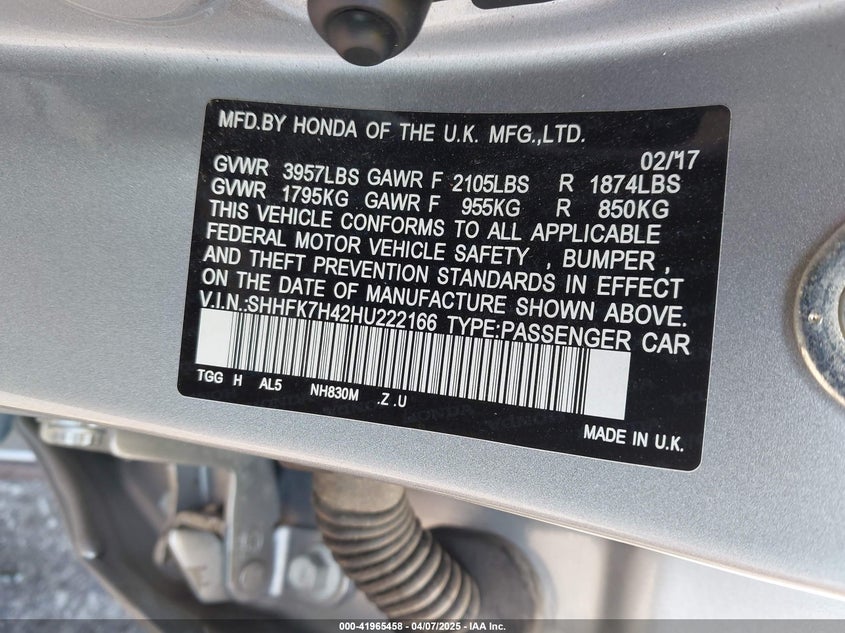 MFD.BY HONDA OF THE U.K. MFG.,LTD.
02/17
GVWR 3957LBS GAWR F 2105LBS R 1874LBS
GVWR 1795KG GAWR F 955KG R 850KG
THIS VEHICLE CONFORMS TO ALL APPLICABLE
FEDERAL MOTOR VEHICLE SAFETY , BUMPER ,
AND THEFT PREVENTION STANDARDS IN EFFECT
ON THE DATE OF MANUFACTURE SHOWN ABOVE.
V.I.N.:SHHFK7H42HU222166 TYPE:PASSENGER CAR
TGG H AL5 NH830M .Z .U
HONDA
MADE IN U.K.
000-41965458 - 04/07/2025 - IAA Inc.